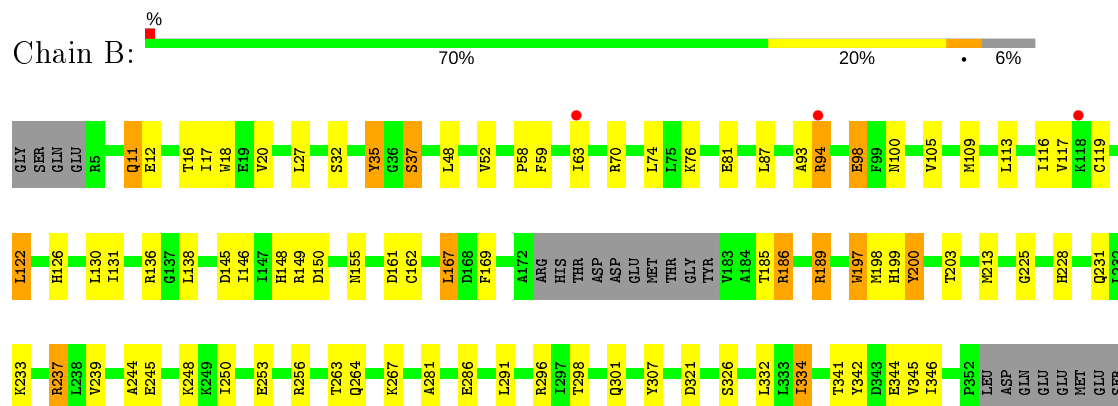 %
Chain B:
70% 20% • 6%
GLY SER GLN GLU R5 Q11 E12 T16 I17 W18 E19 V20 L27 S32 Y35 G36 S37 L48 V52 P58 F59 I63 R70 L74 L75 K76 E81 L87 A93 R94 E98 F99 N100 V105 M109 L113 I116 V117 K118 C119
L122 H126 L130 I131 R136 G137 L138 D145 I146 I147 H148 R149 D150 N155 D161 C162 L167 D168 F169 A172 ARG HIS THR ASP ASP GLU MET THR GLY TYR V183 A184 T185 R186 R189 W197 M198 H199 Y200 T203 M213 G225 H228 Q231 L232
K233 R237 L238 V239 A244 E245 K248 K249 I250 E253 R256 T263 Q264 K267 A281 E286 L291 R296 I297 T298 Q301 Y307 D321 S326 L332 L333 I334 T341 Y342 D343 E344 V345 I346 P352 LEU ASP GLN GLU GLU MET GLU SER